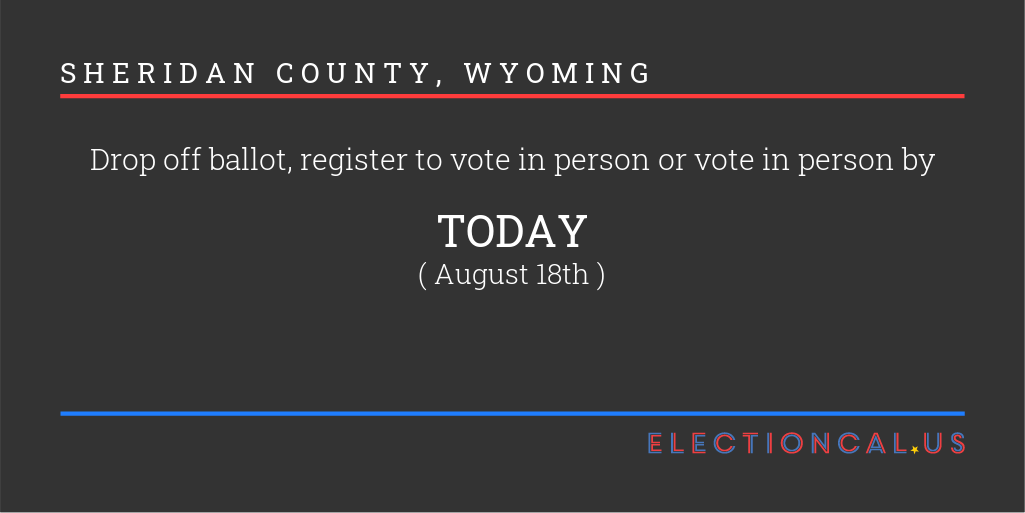 SHERIDAN COUNTY, WYOMING
Drop off ballot, register to vote in person or vote in person by
TODAY
( August 18th )
ELECTIONCAL.US